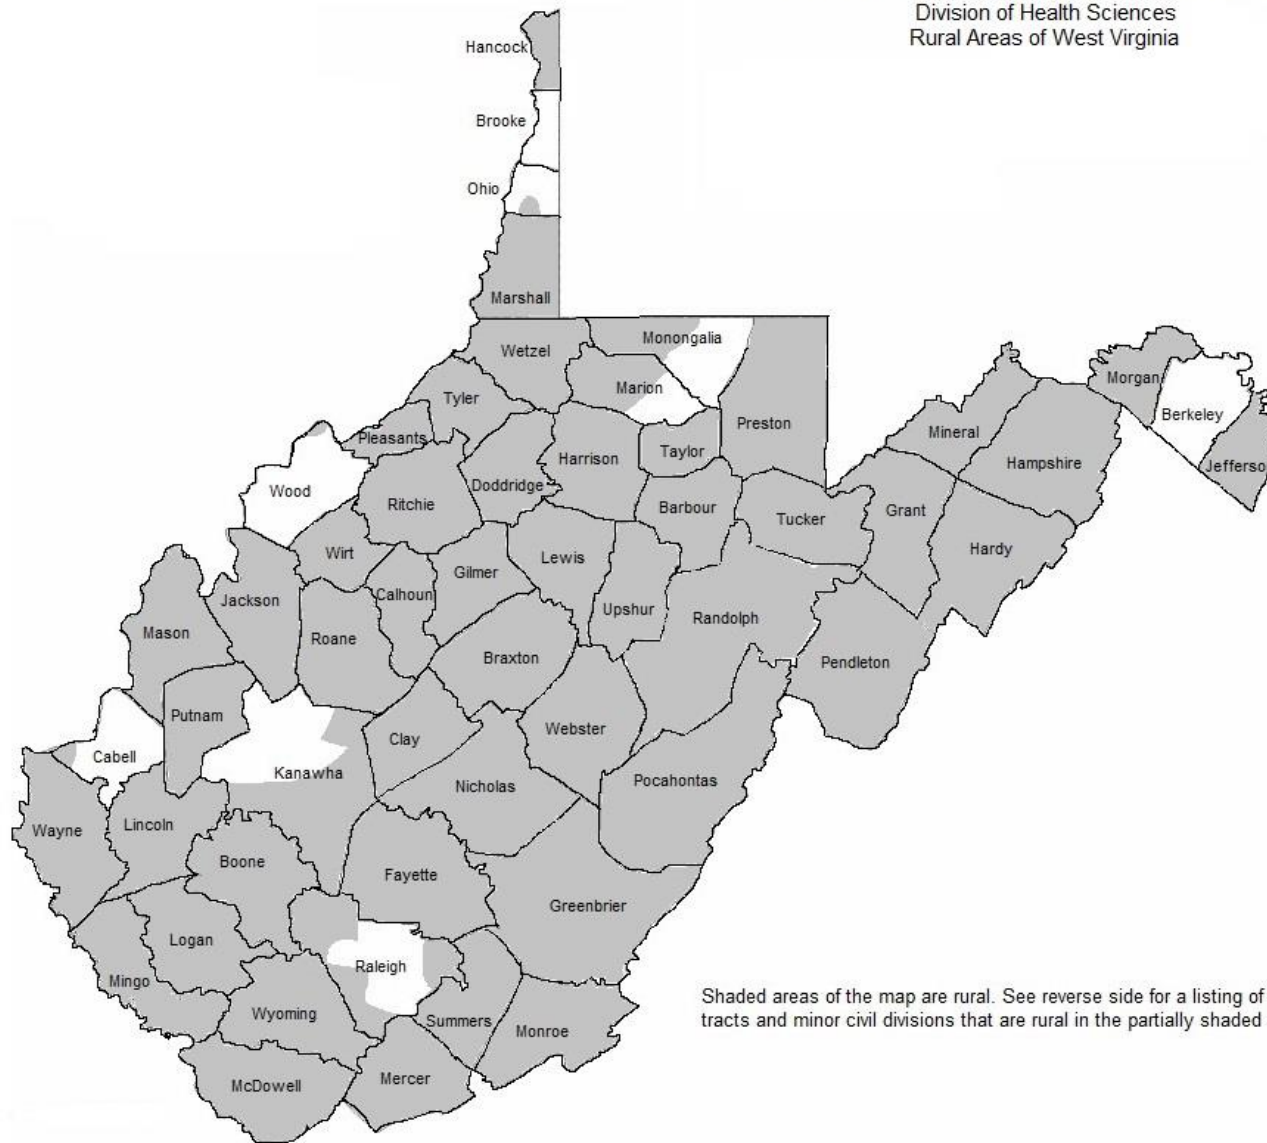 Division of Health Sciences
Rural Areas of West Virginia
Hancock
Brooke
Ohio
Marshall
Wetzel
Monongalia
Marion
Tyler
Pleasants
Wood
Ritchie
Doddridge
Harrison
Taylor
Preston
Mineral
Hampshire
Morgan
Berkeley
Jefferso
Barbour
Tucker
Grant
Hardy
Wirt
Calhoun
Gilmer
Lewis
Upshur
Randolph
Pendleton
Jackson
Mason
Roane
Braxton
Putnam
Cabell
Kanawha
Clay
Webster
Nicholas
Pocahontas
Wayne
Lincoln
Boone
Fayette
Greenbrier
Logan
Mingo
Raleigh
Wyoming
Summers
Monroe
McDowell
Mercer
Shaded areas of the map are rural. See reverse side for a listing of
tracts and minor civil divisions that are rural in the partially shaded